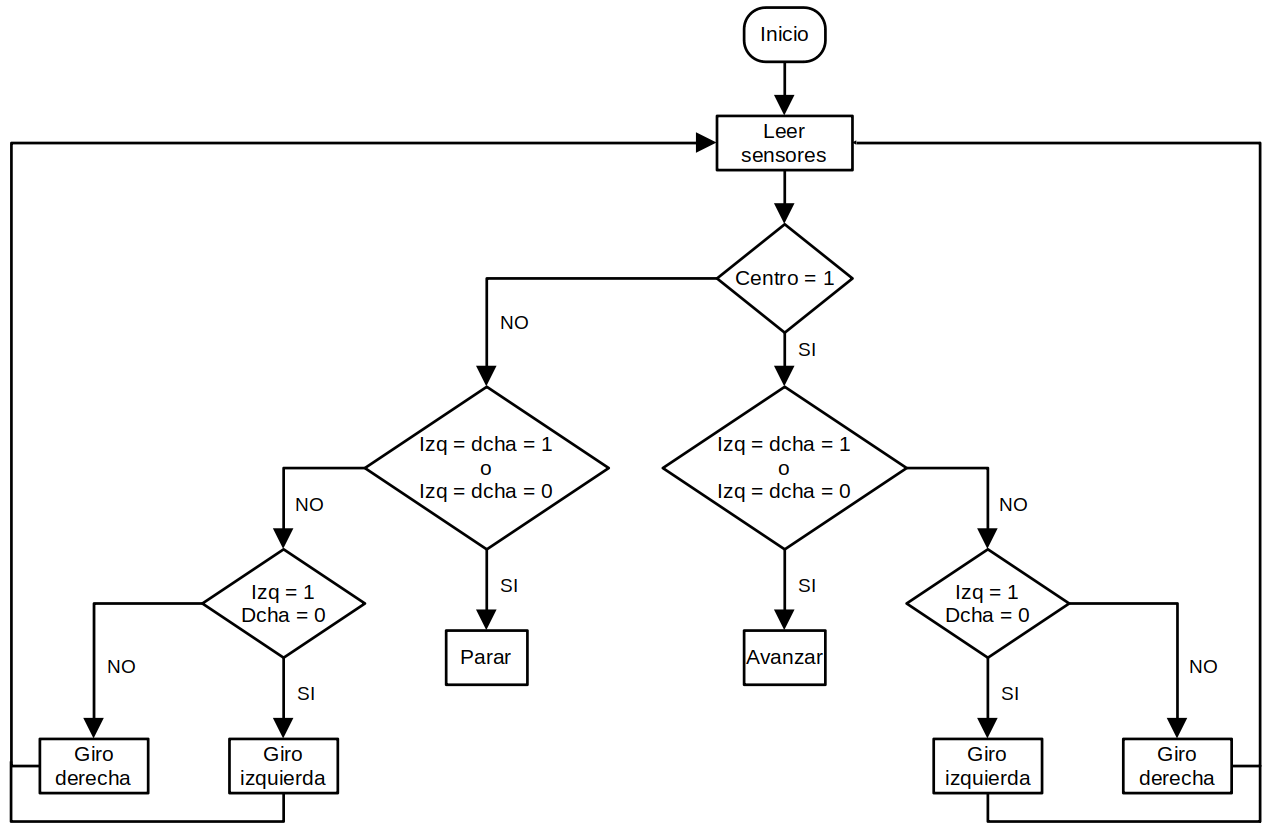 Inicio
Leer
sensores
Centro = 1
NO
SI
Izq = dcha = 1
o
Izq = dcha = 0
Izq = dcha = 1
o
Izq = dcha = 0
NO
NO
Izq = 1
Dcha = 0
SI
SI
Izq = 1
Dcha = 0
Parar
Avanzar
NO
SI
SI
NO
Giro
derecha
Giro
izquierda
Giro
izquierda
Giro
derecha